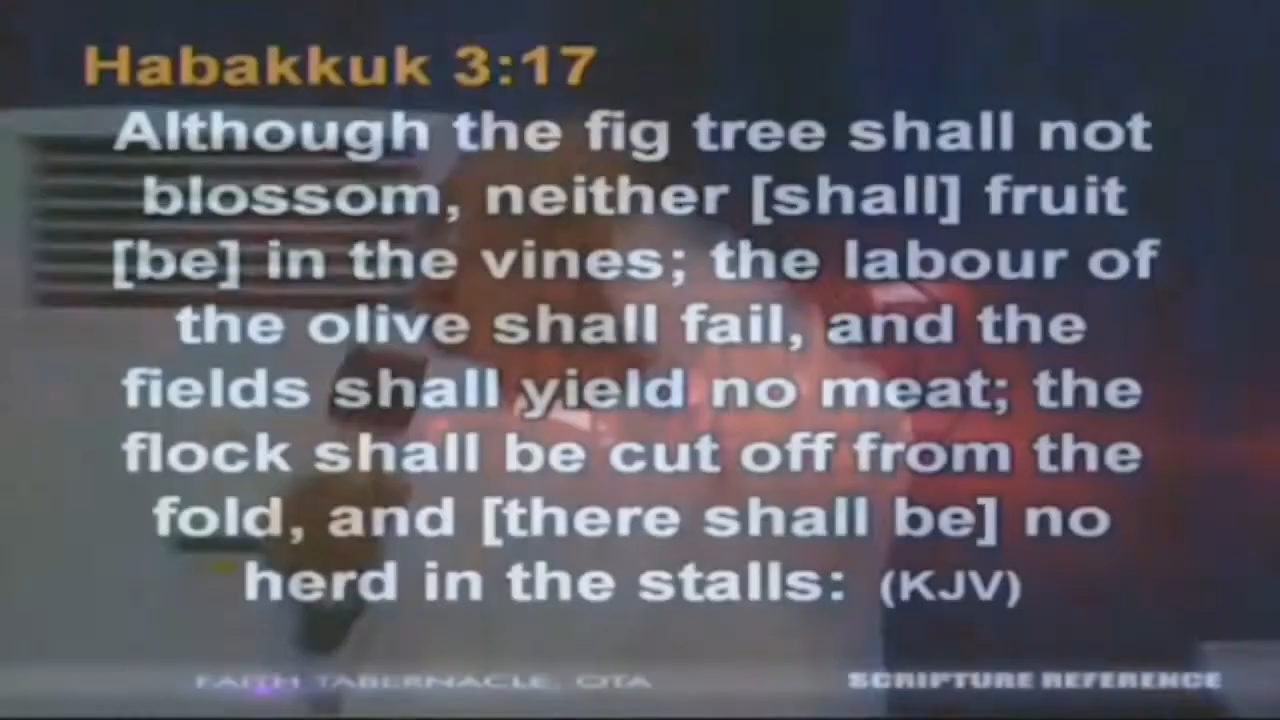 Habakkuk 3:17
Although the fig tree shall not
blossom, neither [shall] fruit
[be] in the vines; the labour of
the olive shall fail, and the
fields shall yield no meat; the
flock shall be cut off from the
fold, and [there shall be] no
herd in the stalls: (KJV)
FAITH TABERNACLE, OTA
SCRIPTURE REFERENCE